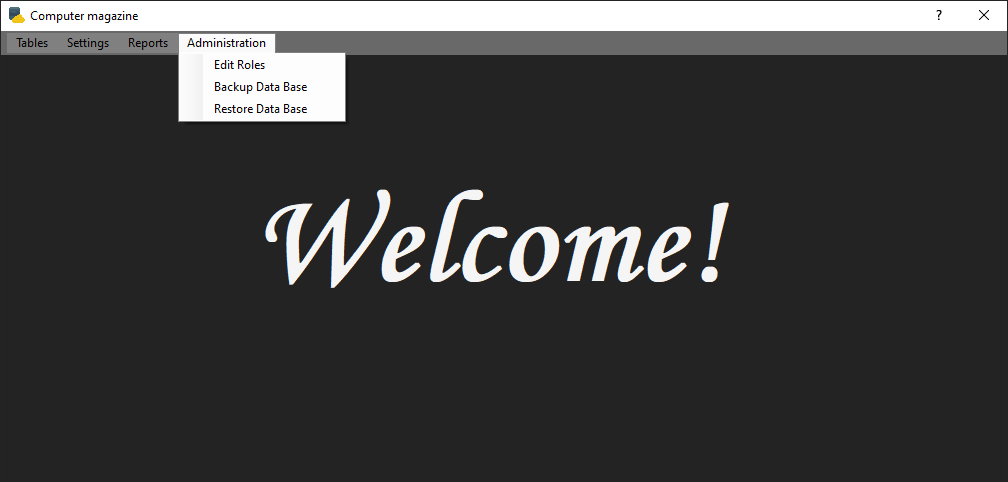 Computer magazine ?
Tables Settings Reports Administration
Edit Roles
Backup Data Base
Restore Data Base
Welcome!